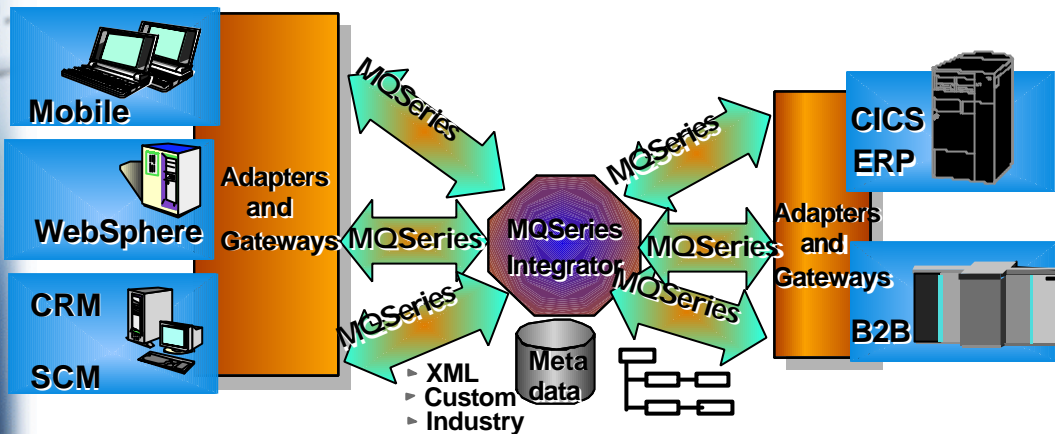 Mobile
WebSphere
CRM
SCM
Adapters
and
Gateways
MQSeries
MQSeries
MQSeries
MQSeries
Integrator
MQSeries
MQSeries
MQSeries
Meta
data
XML
Custom
Industry
Adapters
and
Gateways
CICS
ERP
B2B